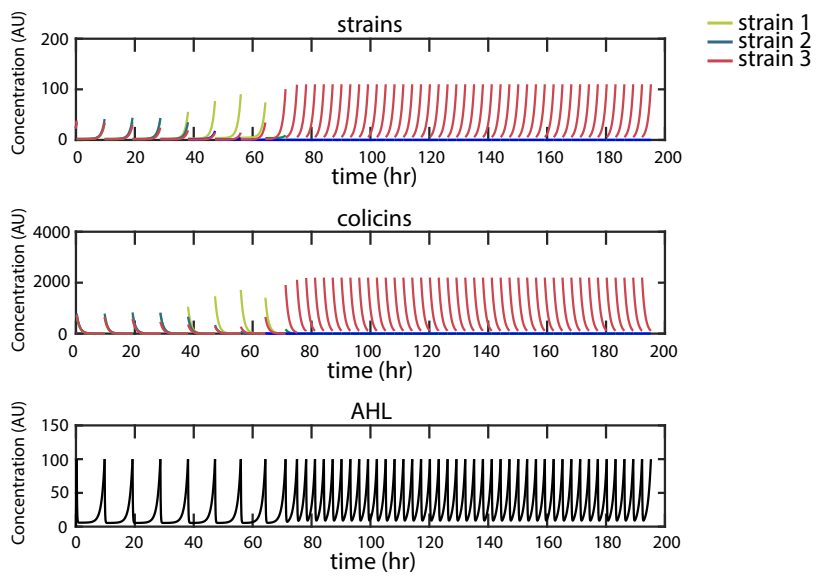 strains
strain 1
strain 2
strain 3
Concentration (AU)
200
100
0
0 20 40 60 80 100 120 140 160 180 200
time (hr)
colicins
Concentration (AU)
4000
2000
0
0 20 40 60 80 100 120 140 160 180 200
time (hr)
AHL
Concentration (AU)
150
100
50
0
0 20 40 60 80 100 120 140 160 180 200
time (hr)